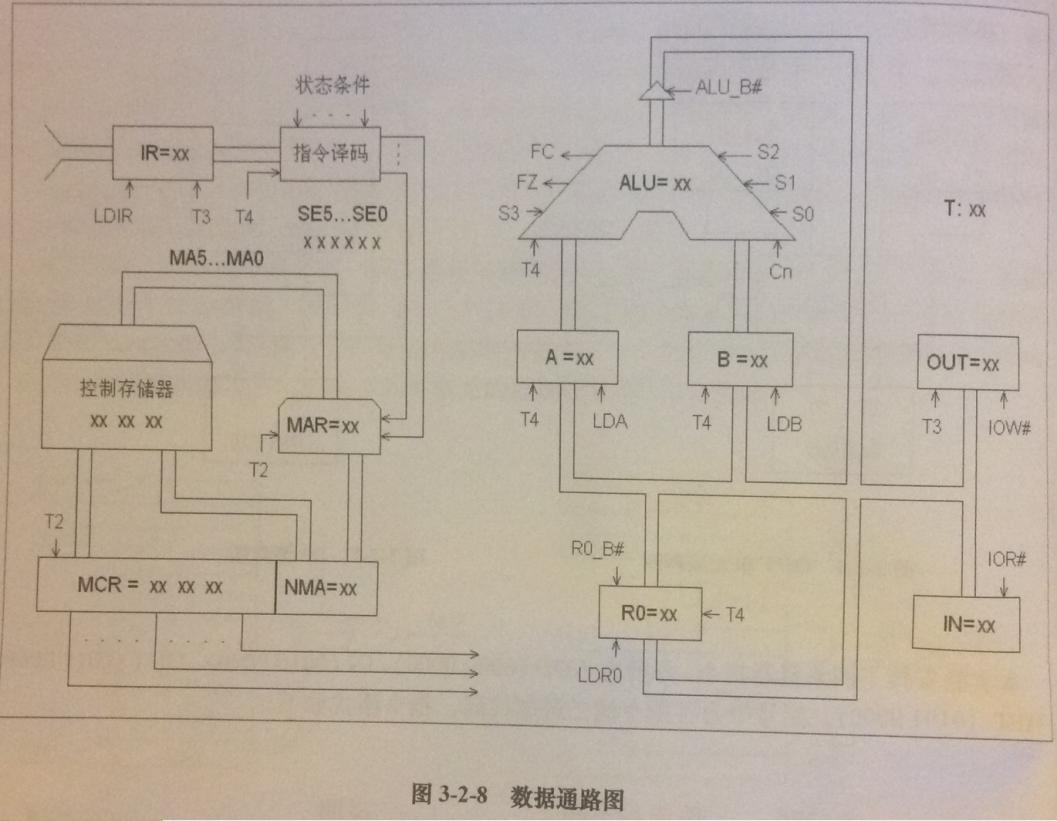 状态条件
ALU_B#
IR=xx
指令译码
FC
S2
FZ
ALU= xx
S1
S3
S0
T: xx
LDIR
T3
T4
SE5...SE0
x x x x x x
T4
Cn
MA5...MA0
控制存储器
xx xx xx
MAR=xx
T2
A =xx
B =xx
OUT=xx
T4
LDA
T4
LDB
T3
IOW#
T2
MCR = xx xx xx
NMA=xx
R0_B#
R0=xx
T4
LDR0
IOR#
IN=xx
图 3-2-8 数据通路图